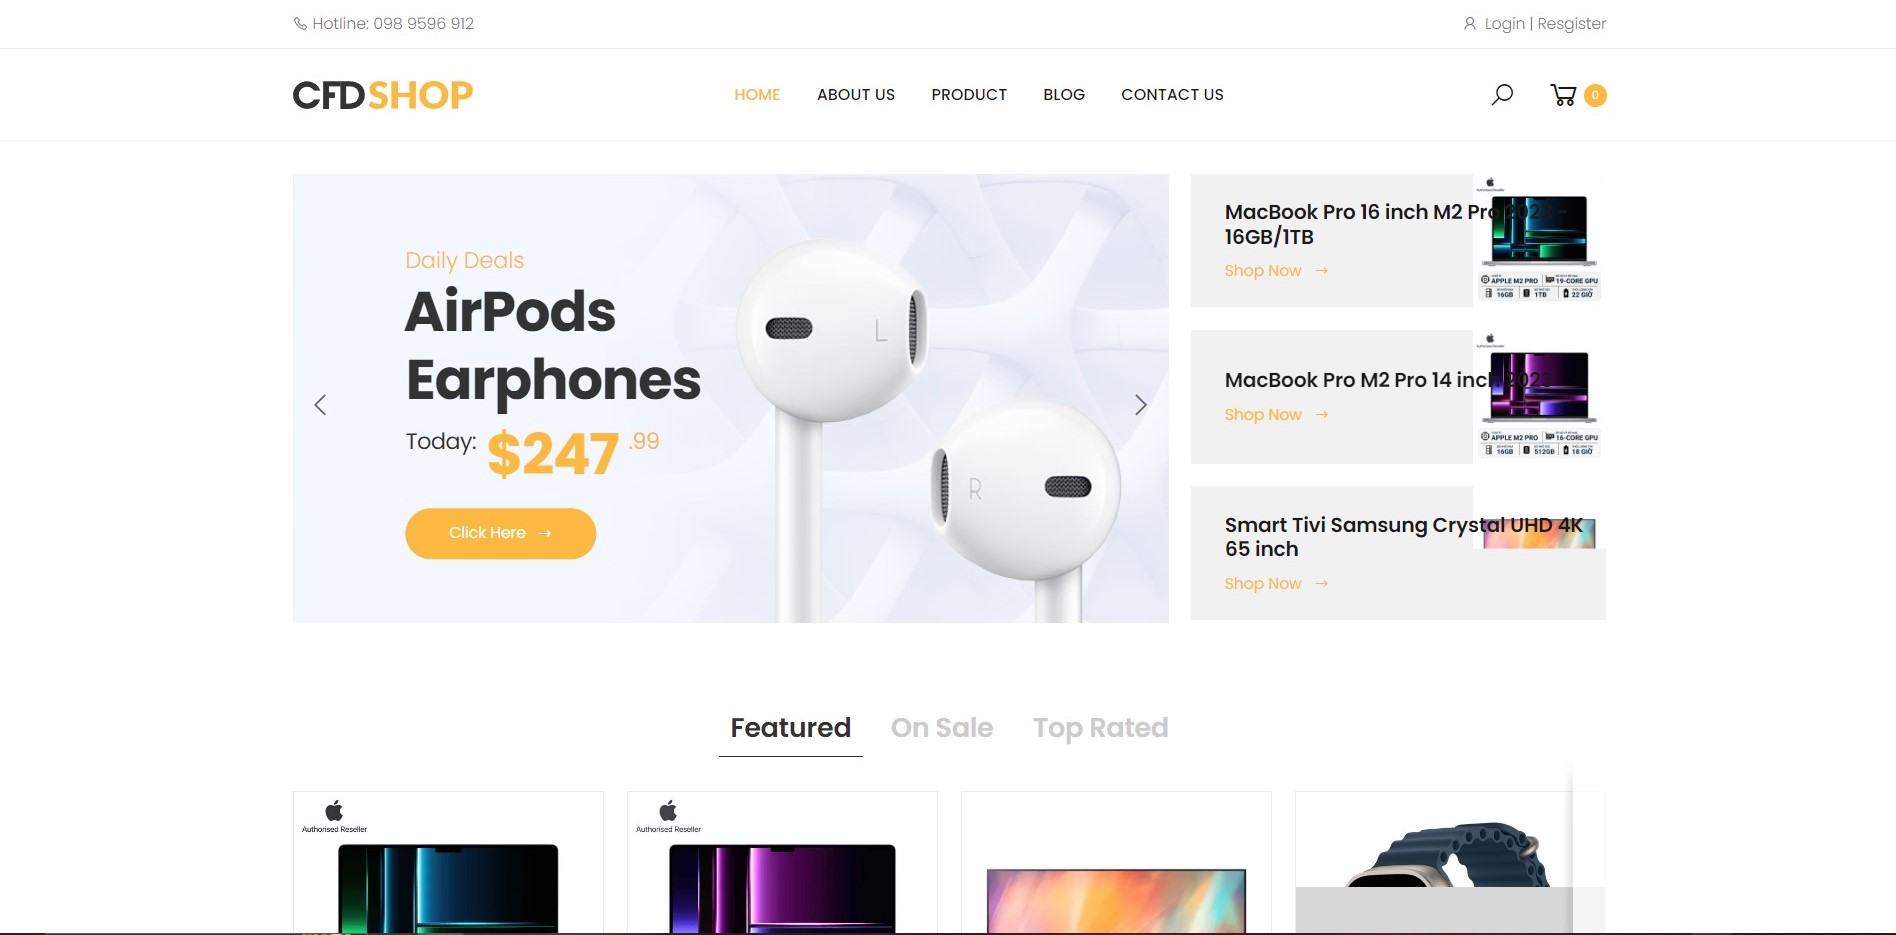 Hotline: 098 9596 912
Login | Resgister
CFDSHOP
HOME
ABOUT US
PRODUCT
BLOG
CONTACT US
0
Daily Deals
AirPods
Earphones
Today: $247 .99
Click Here →
L
R
Authorised Reseller
MacBook Pro 16 inch M2 Pro 2023 -
16GB/1TB
Shop Now →
APPLE M2 PRO
19-CORE GPU
16GB
1TB
22 GIỜ
Authorised Reseller
MacBook Pro M2 Pro 14 inch 2023
Shop Now →
APPLE M2 PRO
16-CORE GPU
16GB
512GB
18 GIỜ
Smart Tivi Samsung Crystal UHD 4K
65 inch
Shop Now →
Featured
On Sale
Top Rated
Authorised Reseller
Authorised Reseller